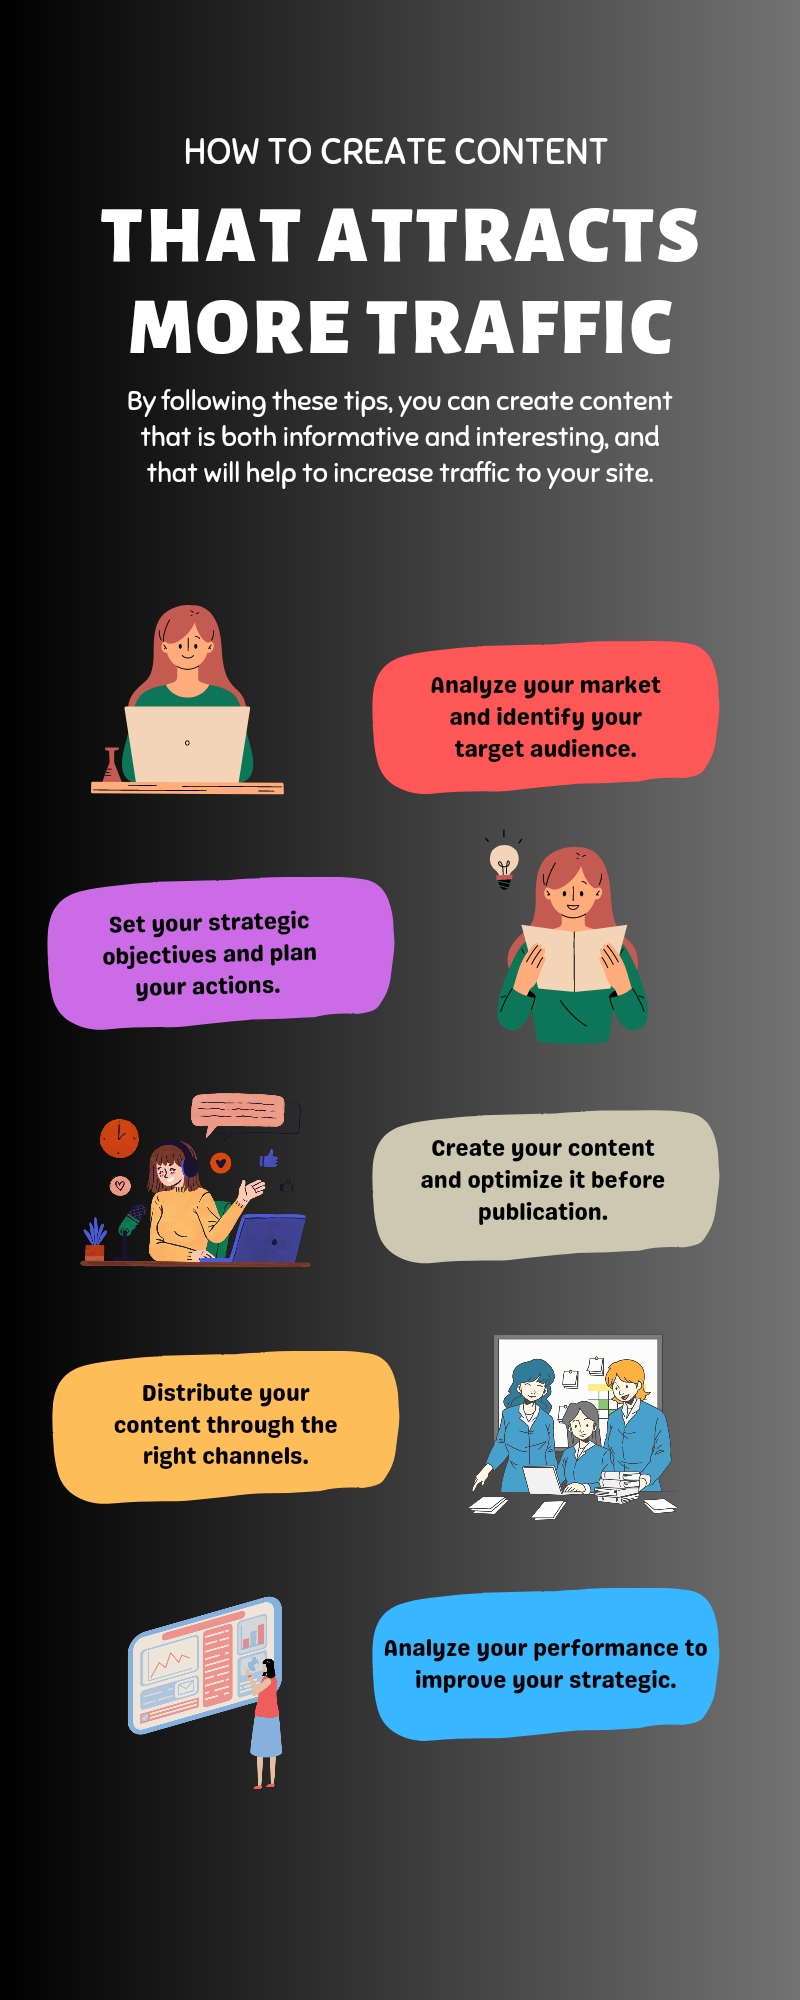 HOW TO CREATE CONTENT
THAT ATTRACTS
MORE TRAFFIC
By following these tips, you can create content
that is both informative and interesting, and
that will help to increase traffic to your site.
Analyze your market
and identify your
target audience.
Set your strategic
objectives and plan
your actions.
Create your content
and optimize it before
publication.
Distribute your
content through the
right channels.
Analyze your performance to
improve your strategic.